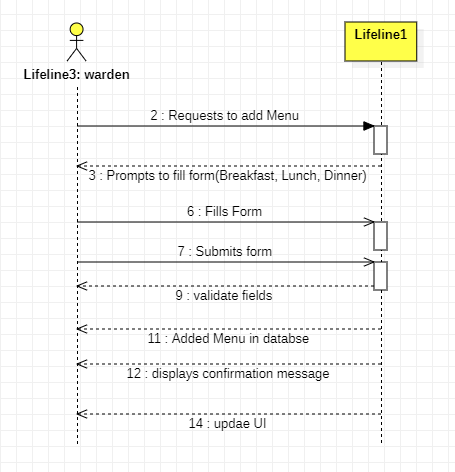 Lifeline1
Lifeline3: warden
2 : Requests to add Menu
3 : Prompts to fill form(Breakfast, Lunch, Dinner)
6 : Fills Form
7 : Submits form
9 : validate fields
11 : Added Menu in databse
12 : displays confirmation message
14 : updae UI